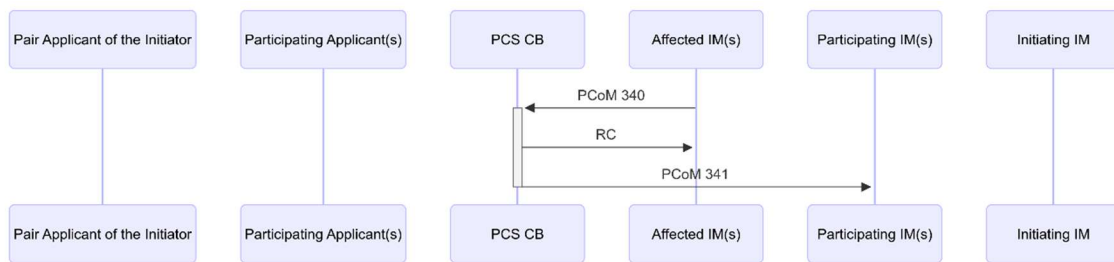 Pair Applicant of the Initiator
Participating Applicant(s)
PCS CB
Affected IM(s)
Participating IM(s)
Initiating IM
PCoM 340
RC
PCoM 341
Pair Applicant of the Initiator
Participating Applicant(s)
PCS CB
Affected IM(s)
Participating IM(s)
Initiating IM